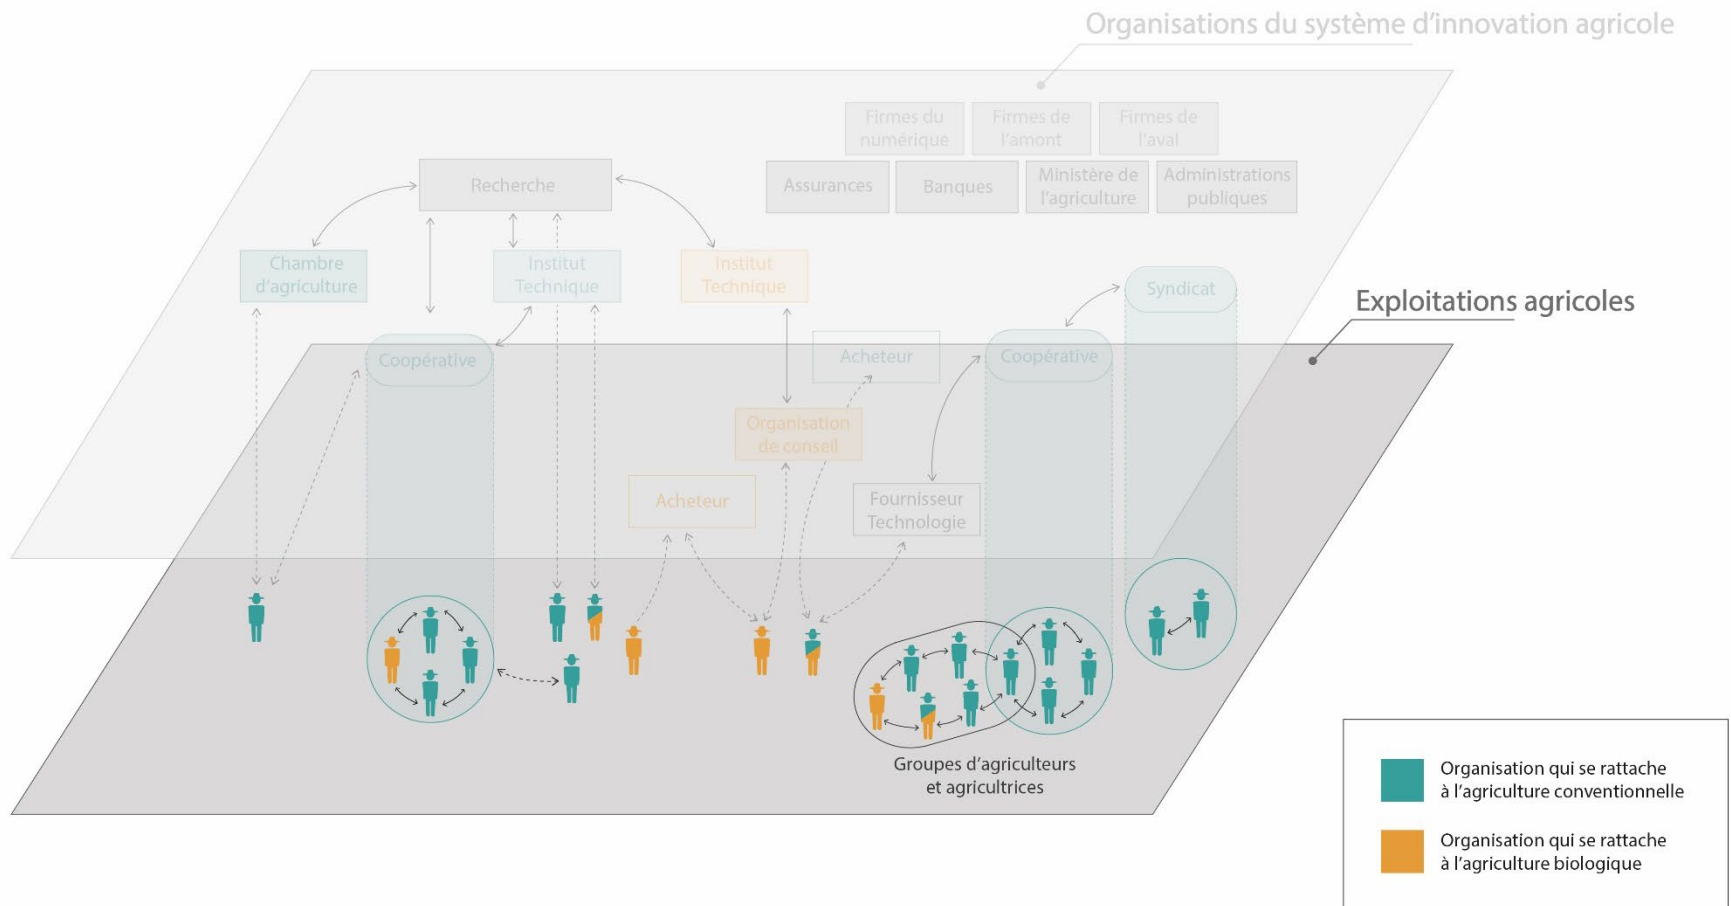 Organisations du système d'innovation agricole
Firmes du
numérique
Firmes de
l'amont
Firmes de
l'aval
Recherche
Assurances
Banques
Ministère de
l'agriculture
Administrations
publiques
Chambre
d'agriculture
Institut
Technique
Institut
Technique
Syndicat
Exploitations agricoles
Coopérative
Acheteur
Coopérative
Organisation
de conseil
Acheteur
Fournisseur
Technologie
Groupes d'agriculteurs
et agricultrices
Organisation qui se rattache
à l'agriculture conventionnelle
Organisation qui se rattache
à l'agriculture biologique